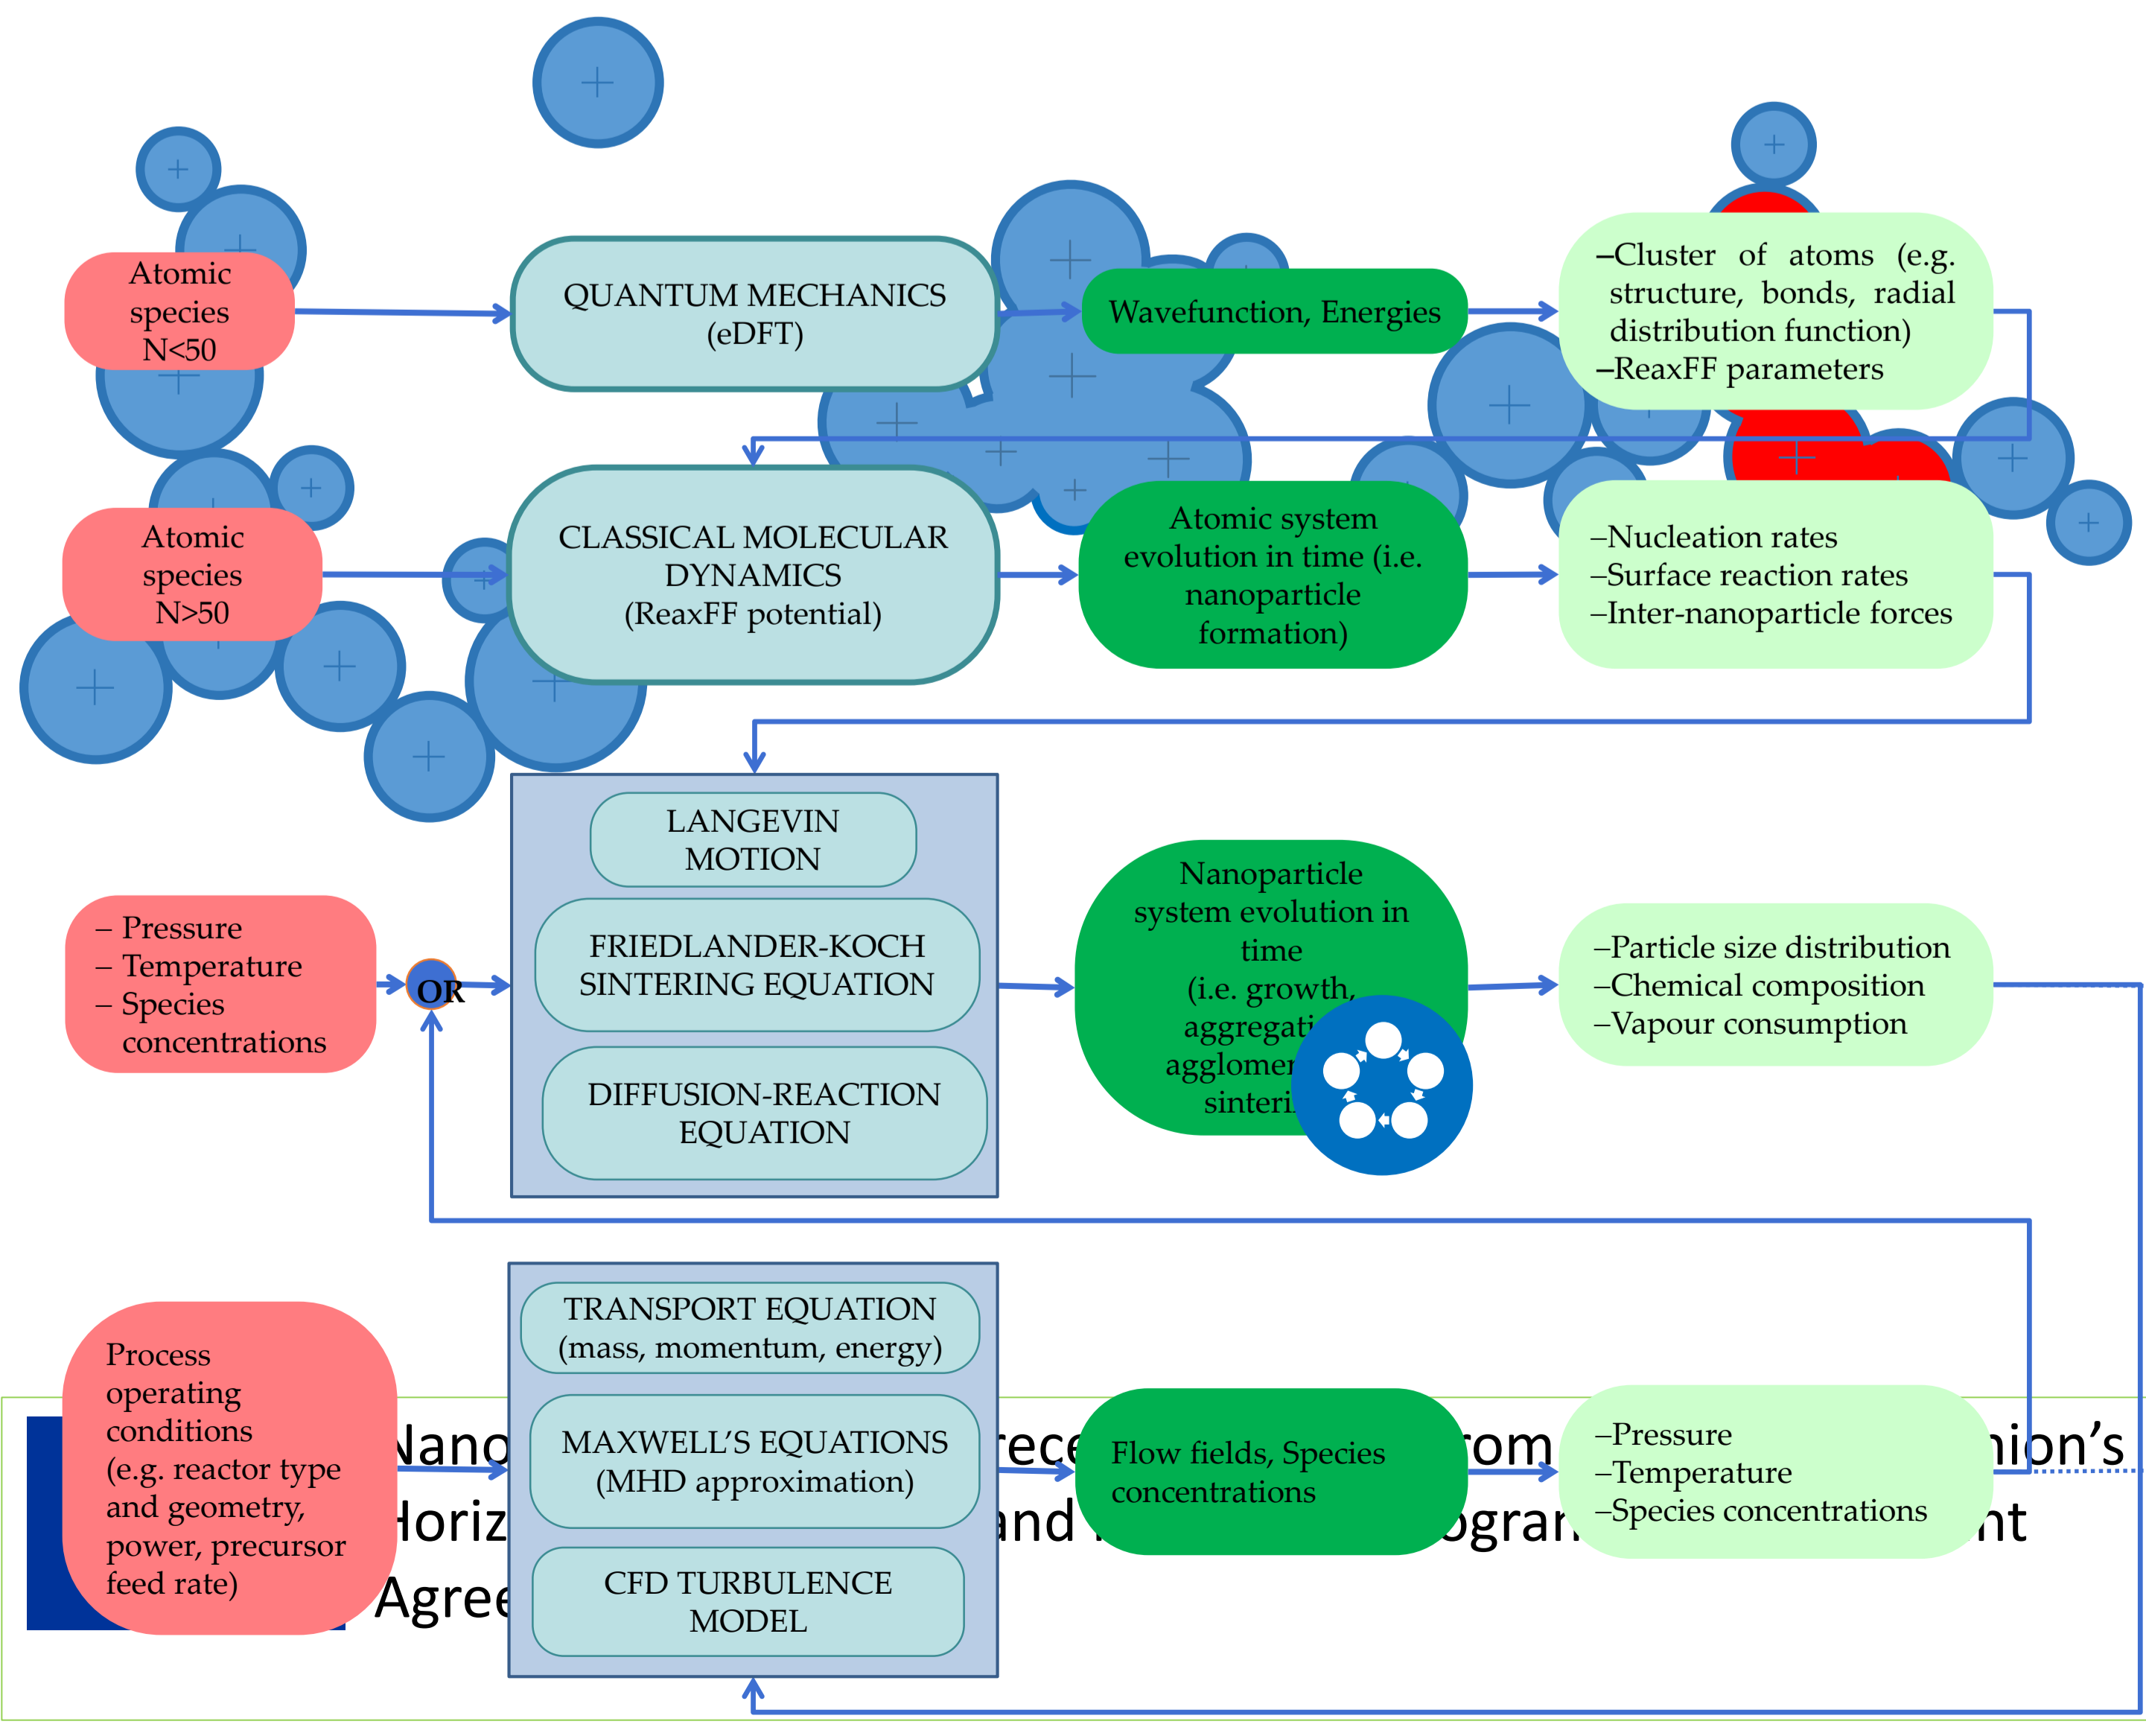 Atomic
species
N<50
QUANTUM MECHANICS
(eDFT)
Wavefunction, Energies
–Cluster of atoms (e.g.
structure, bonds, radial
distribution function)
–ReaxFF parameters
Atomic
species
N>50
CLASSICAL MOLECULAR
DYNAMICS
(ReaxFF potential)
Atomic system
evolution in time (i.e.
nanoparticle
formation)
–Nucleation rates
–Surface reaction rates
–Inter-nanoparticle forces
– Pressure
– Temperature
– Species
concentrations
OR
LANGEVIN
MOTION
FRIEDLANDER-KOCH
SINTERING EQUATION
DIFFUSION-REACTION
EQUATION
Nanoparticle
system evolution in
time
(i.e. growth,
–Particle size distribution
–Chemical composition
–Vapour consumption
Process
operating
conditions
(e.g. reactor type
and geometry,
power, precursor
feed rate)
TRANSPORT EQUATION
(mass, momentum, energy)
MAXWELL’S EQUATIONS
(MHD approximation)
CFD TURBULENCE
MODEL
Flow fields, Species
concentrations
–Pressure
–Temperature
–Species concentrations
and